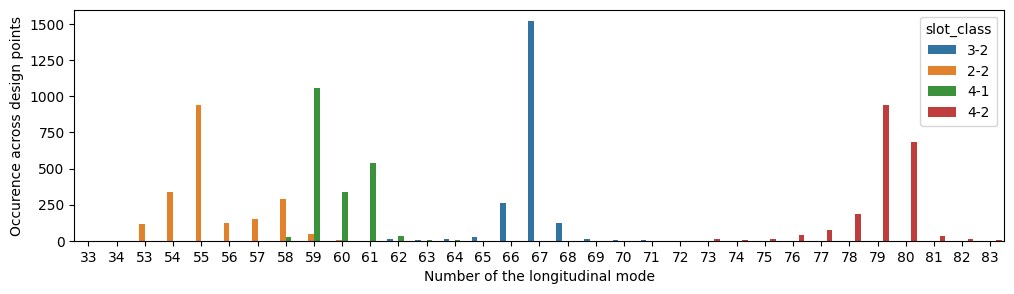 Occurence across design points
1500
1250
1000
750
500
250
0
slot_class
3-2
2-2
4-1
4-2
33 34 53 54 55 56 57 58 59 60 61 62 63 64 65 66 67 68 69 70 71 72 73 74 75 76 77 78 79 80 81 82 83
Number of the longitudinal mode